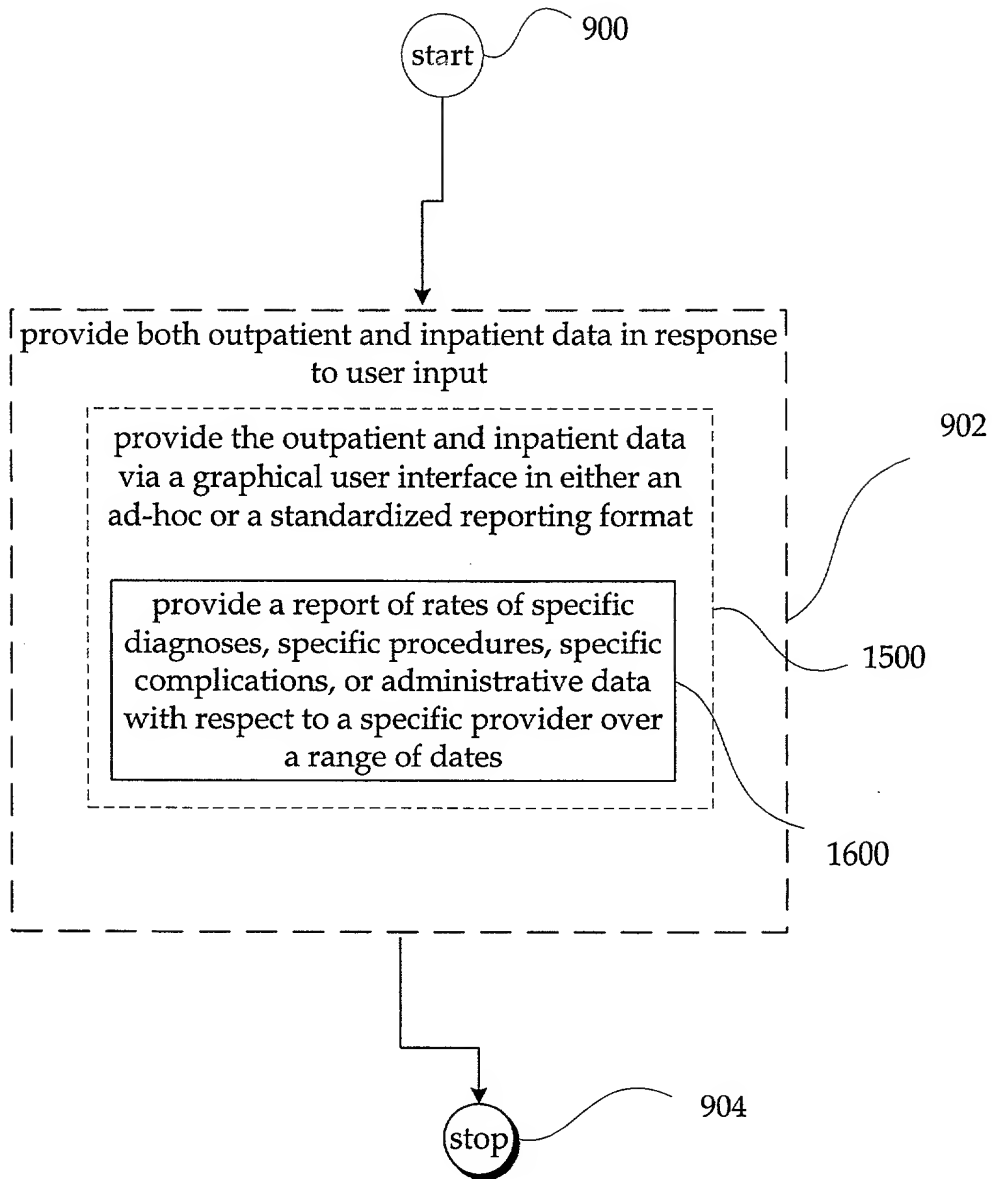 start
900
provide both outpatient and inpatient data in response
to user input
provide the outpatient and inpatient data
via a graphical user interface in either an
ad-hoc or a standardized reporting format
902
provide a report of rates of specific
diagnoses, specific procedures, specific
complications, or administrative data
with respect to a specific provider over
a range of dates
1500
1600
904
stop